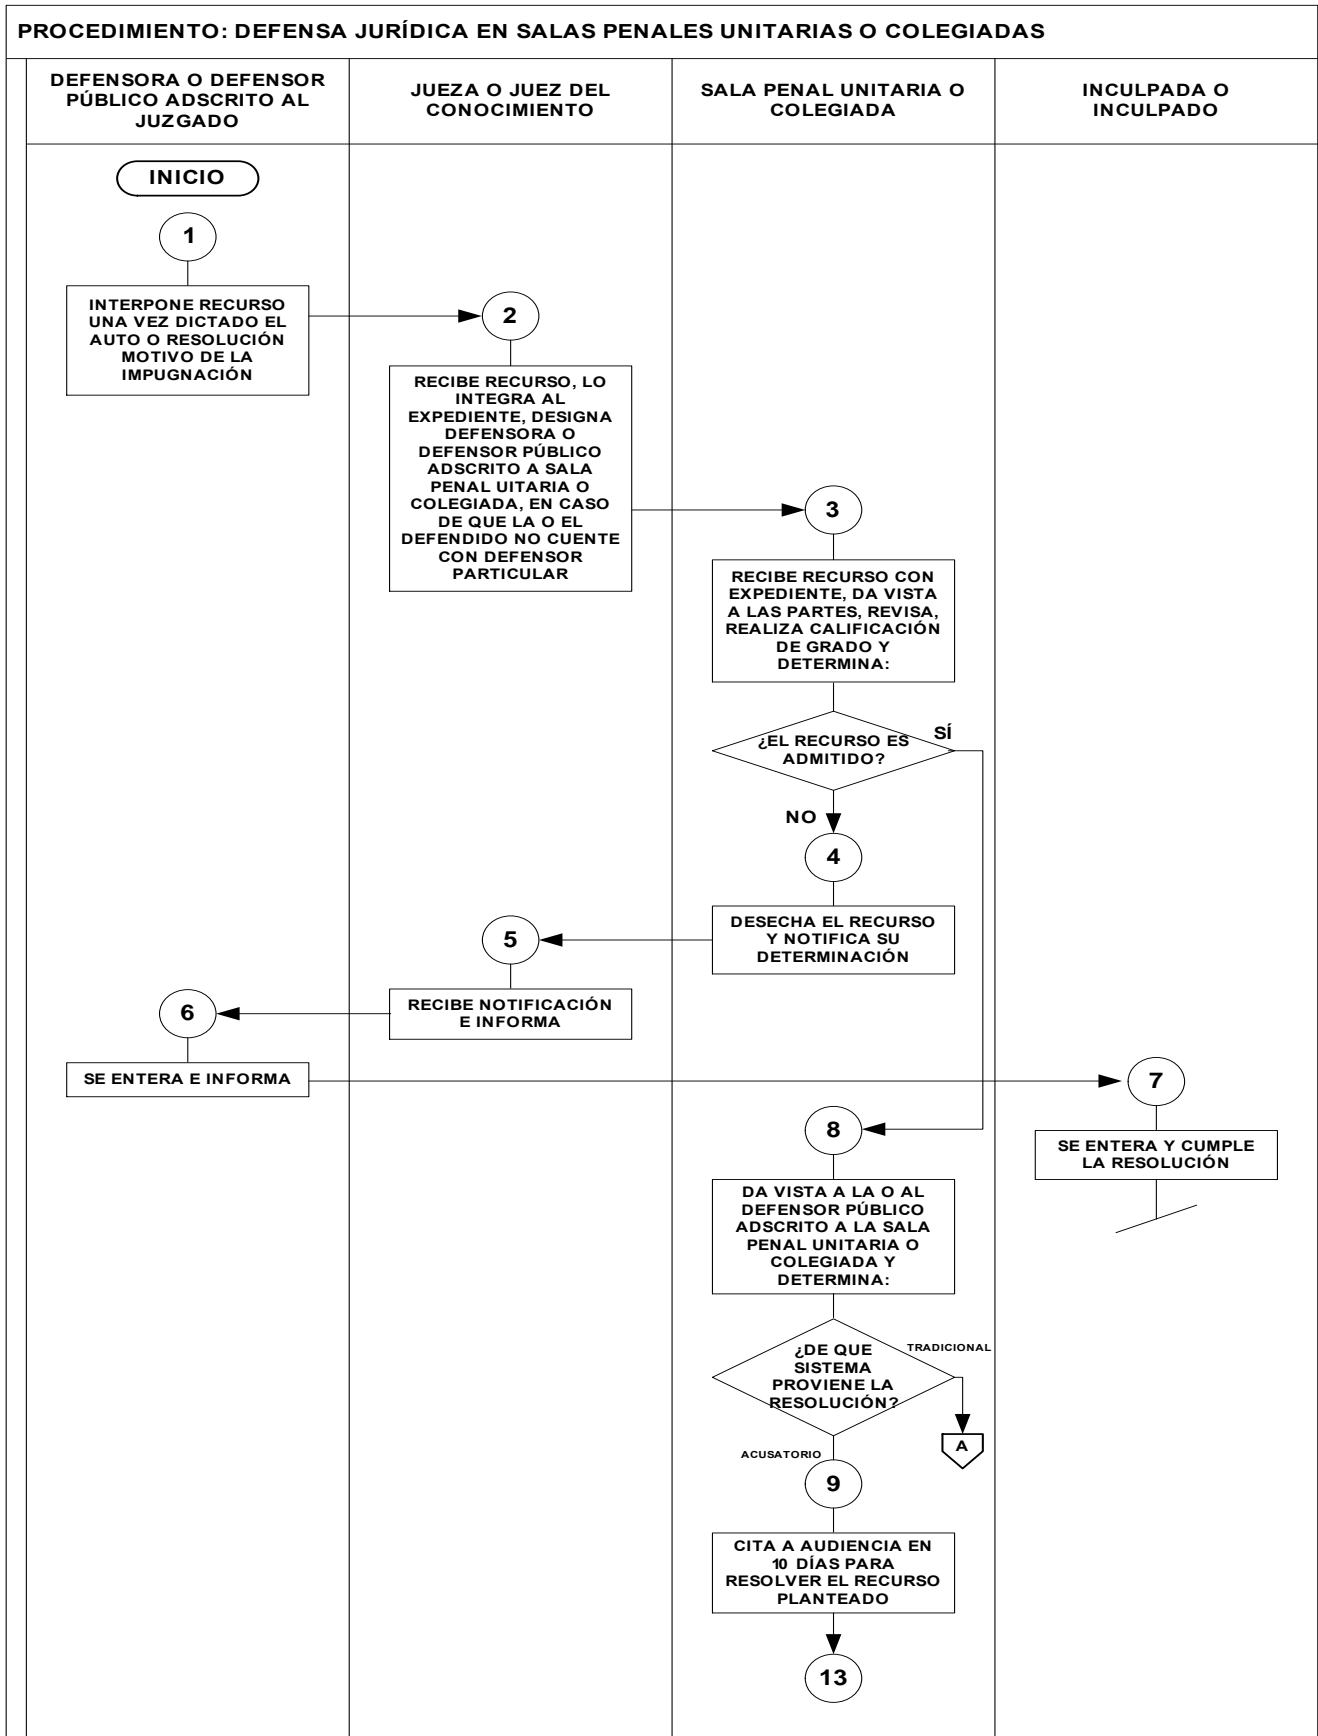 PROCEDIMIENTO: DEFENSA JURÍDICA EN SALAS PENALES UNITARIAS O COLEGIADAS
DEFENSORA O DEFENSOR
PÚBLICO ADSCRITO AL
JUZGADO
JUEZA O JUEZ DEL
CONOCIMIENTO
SALA PENAL UNITARIA O
COLEGIADA
INCULPADA O
INCULPADO
INICIO
1
INTERPONE RECURSO
UNA VEZ DICTADO EL
AUTO O RESOLUCIÓN
MOTIVO DE LA
IMPUGNACIÓN
2
RECIBE RECURSO, LO
INTEGRA AL
EXPEDIENTE, DESIGNA
DEFENSORA O
DEFENSOR PÚBLICO
ADSCRITO A SALA
PENAL UITARIA O
COLEGIADA, EN CASO
DE QUE LA O EL
DEFENDIDO NO CUENTE
CON DEFENSOR
PARTICULAR
3
RECIBE RECURSO CON
EXPEDIENTE, DA VISTA
A LAS PARTES, REVISA,
REALIZA CALIFICACIÓN
DE GRADO Y
DETERMINA:
¿EL RECURSO ES
ADMITIDO?
SÍ
NO
4
DESECHA EL RECURSO
Y NOTIFICA SU
DETERMINACIÓN
5
RECIBE NOTIFICACIÓN
E INFORMA
6
SE ENTERA E INFORMA
7
SE ENTERA Y CUMPLE
LA RESOLUCIÓN
8
DA VISTA A LA O AL
DEFENSOR PÚBLICO
ADSCRITO A LA SALA
PENAL UNITARIA O
COLEGIADA Y
DETERMINA:
¿DE QUE
SISTEMA
PROVIENE LA
RESOLUCIÓN?
TRADICIONAL
A
ACUSATORIO
9
CITA A AUDIENCIA EN
10 DÍAS PARA
RESOLVER EL RECURSO
PLANTEADO
13